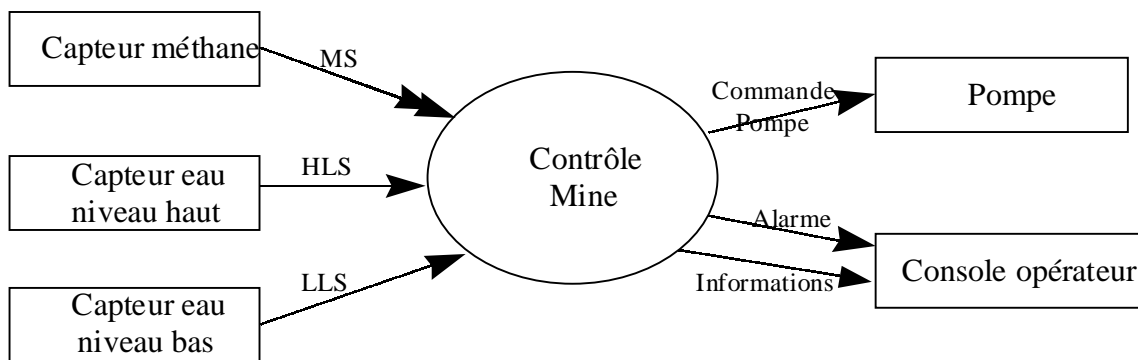 Capteur méthane
MS
Capteur eau
niveau haut
HLS
Capteur eau
niveau bas
LLS
Contrôle
Mine
Commande
Pompe
Pompe
Alarme
Informations
Console opérateur